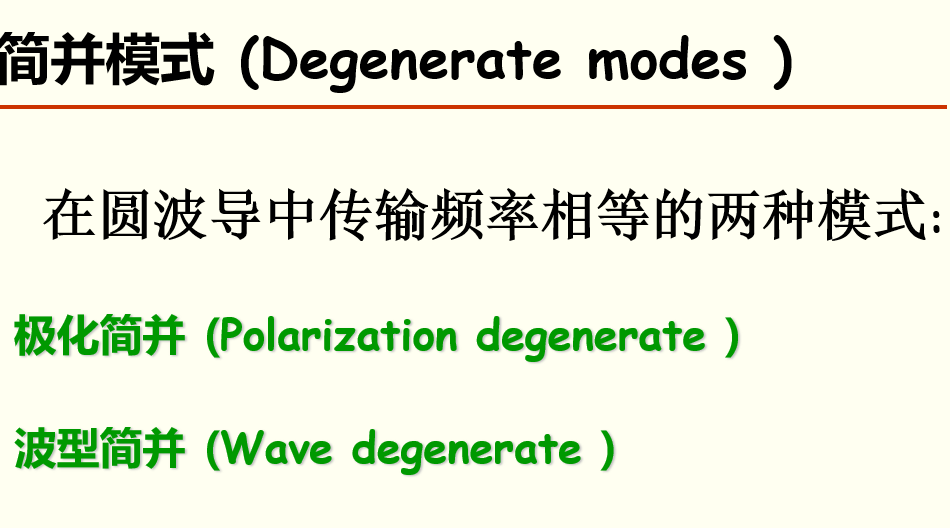 简并模式 (Degenerate modes )
在圆波导中传输频率相等的两种模式:
极化简并 (Polarization degenerate )
波型简并 (Wave degenerate )